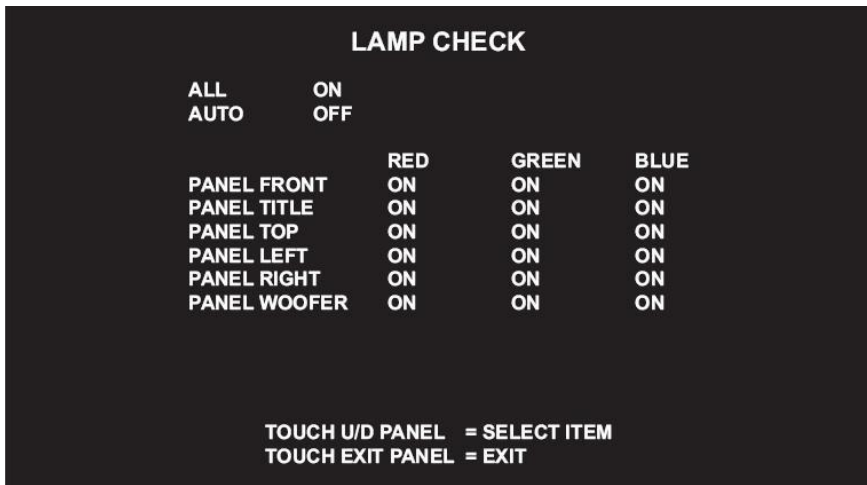 LAMP CHECK
ALL ON
AUTO OFF
RED GREEN BLUE
PANEL FRONT ON ON ON
PANEL TITLE ON ON ON
PANEL TOP ON ON ON
PANEL LEFT ON ON ON
PANEL RIGHT ON ON ON
PANEL WOOFER ON ON ON
TOUCH U/D PANEL = SELECT ITEM
TOUCH EXIT PANEL = EXIT